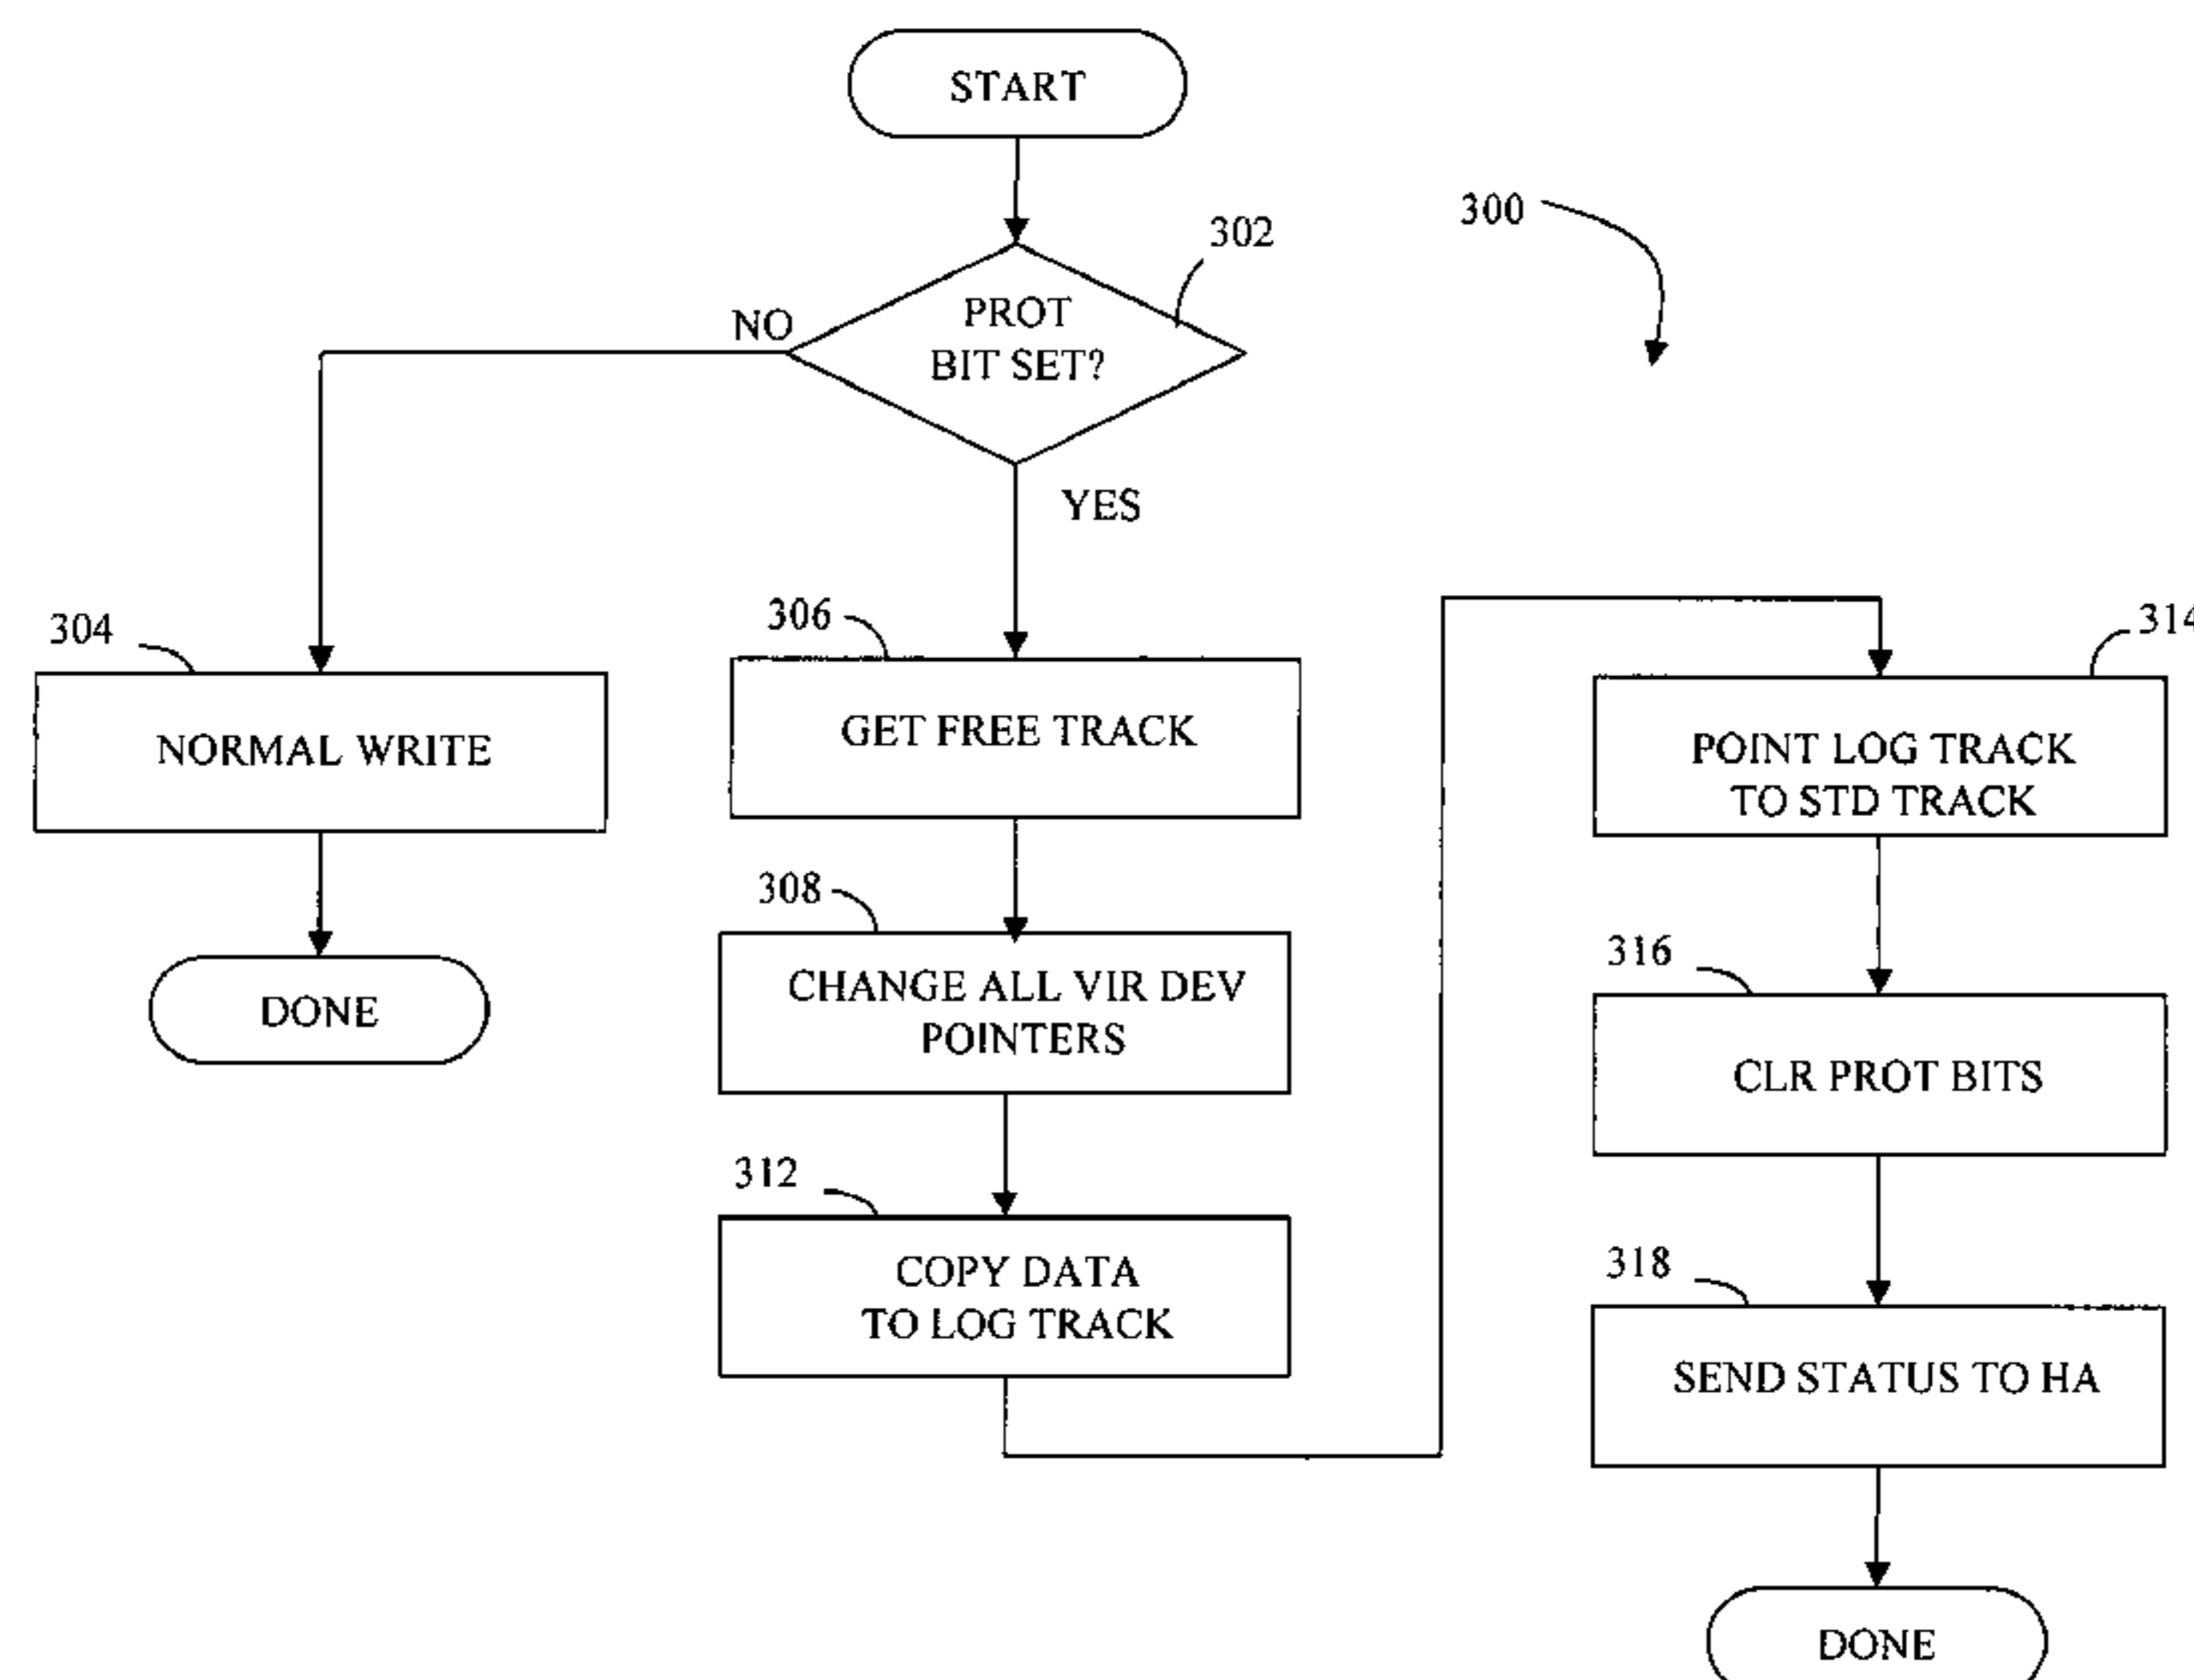 START
300
302
PROT
BIT SET?
NO
YES
304
NORMAL WRITE
DONE
306
GET FREE TRACK
308
CHANGE ALL VIR DEV
POINTERS
312
COPY DATA
TO LOG TRACK
314
POINT LOG TRACK
TO STD TRACK
316
CLR PROT BITS
318
SEND STATUS TO HA
DONE